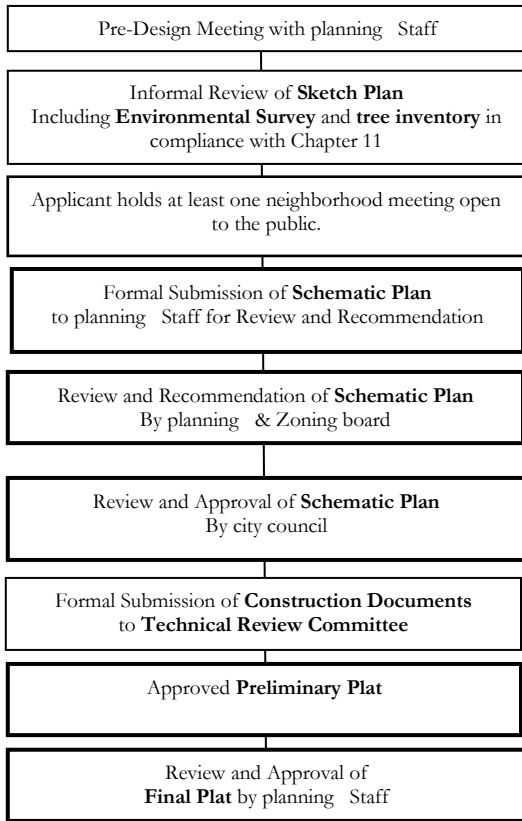 Pre-Design Meeting with planning Staff
Informal Review of Sketch Plan
Including Environmental Survey and tree inventory in
compliance with Chapter 11
Applicant holds at least one neighborhood meeting open
to the public.
Formal Submission of Schematic Plan
to planning Staff for Review and Recommendation
Review and Recommendation of Schematic Plan
By planning & Zoning board
Review and Approval of Schematic Plan
By city council
Formal Submission of Construction Documents
to Technical Review Committee
Approved Preliminary Plat
Review and Approval of
Final Plat by planning Staff